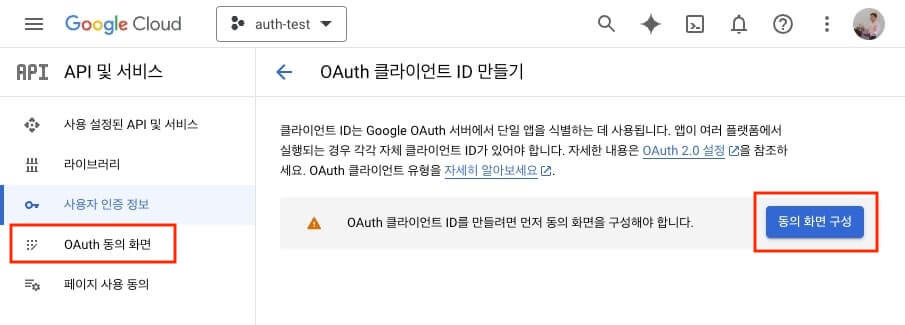 Google Cloud
auth-test
API API 및 서비스
OAuth 클라이언트 ID 만들기
사용 설정된 API 및 서비스
라이브러리
사용자 인증 정보
OAuth 동의 화면
페이지 사용 동의
클라이언트 ID는 Google OAuth 서버에서 단일 앱을 식별하는 데 사용됩니다. 앱이 여러 플랫폼에서
실행되는 경우 각각 자체 클라이언트 ID가 있어야 합니다. 자세한 내용은 OAuth 2.0 설정을 참조하
세요. OAuth 클라이언트 유형을 자세히 알아보세요.
OAuth 클라이언트 ID를 만들려면 먼저 동의 화면을 구성해야 합니다.
동의 화면 구성